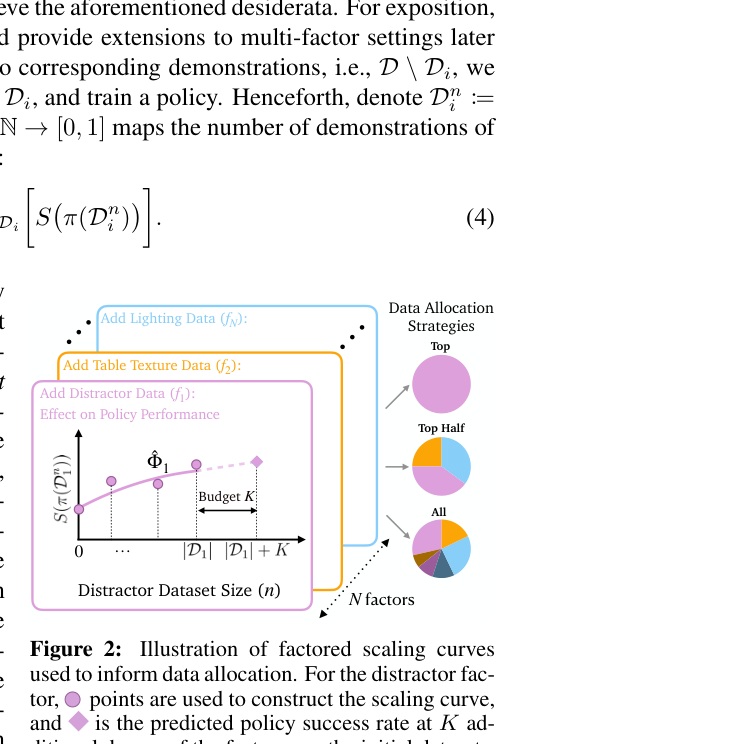 eve the aforementioned desiderata. For exposition,
d provide extensions to multi-factor settings later
o corresponding demonstrations, i.e., 𝒟 \ 𝒟ᵢ, we
𝒟ᵢ, and train a policy. Henceforth, denote 𝒟ᵢⁿ :=
ℕ → [0, 1] maps the number of demonstrations of
:
𝒟ᵢ [S(π(𝒟ᵢⁿ))]. (4)
Add Lighting Data (f_N):
Add Table Texture Data (f₂):
Add Distractor Data (f₁):
Effect on Policy Performance
S(π(𝒟₁ⁿ))
Φ̂₁
Budget K
0 ... |𝒟₁| |𝒟₁| + K
Distractor Dataset Size (n)
N factors
Data Allocation
Strategies
Top
Top Half
All
Figure 2: Illustration of factored scaling curves
used to inform data allocation. For the distractor fac-
tor, points are used to construct the scaling curve,
and is the predicted policy success rate at K ad-